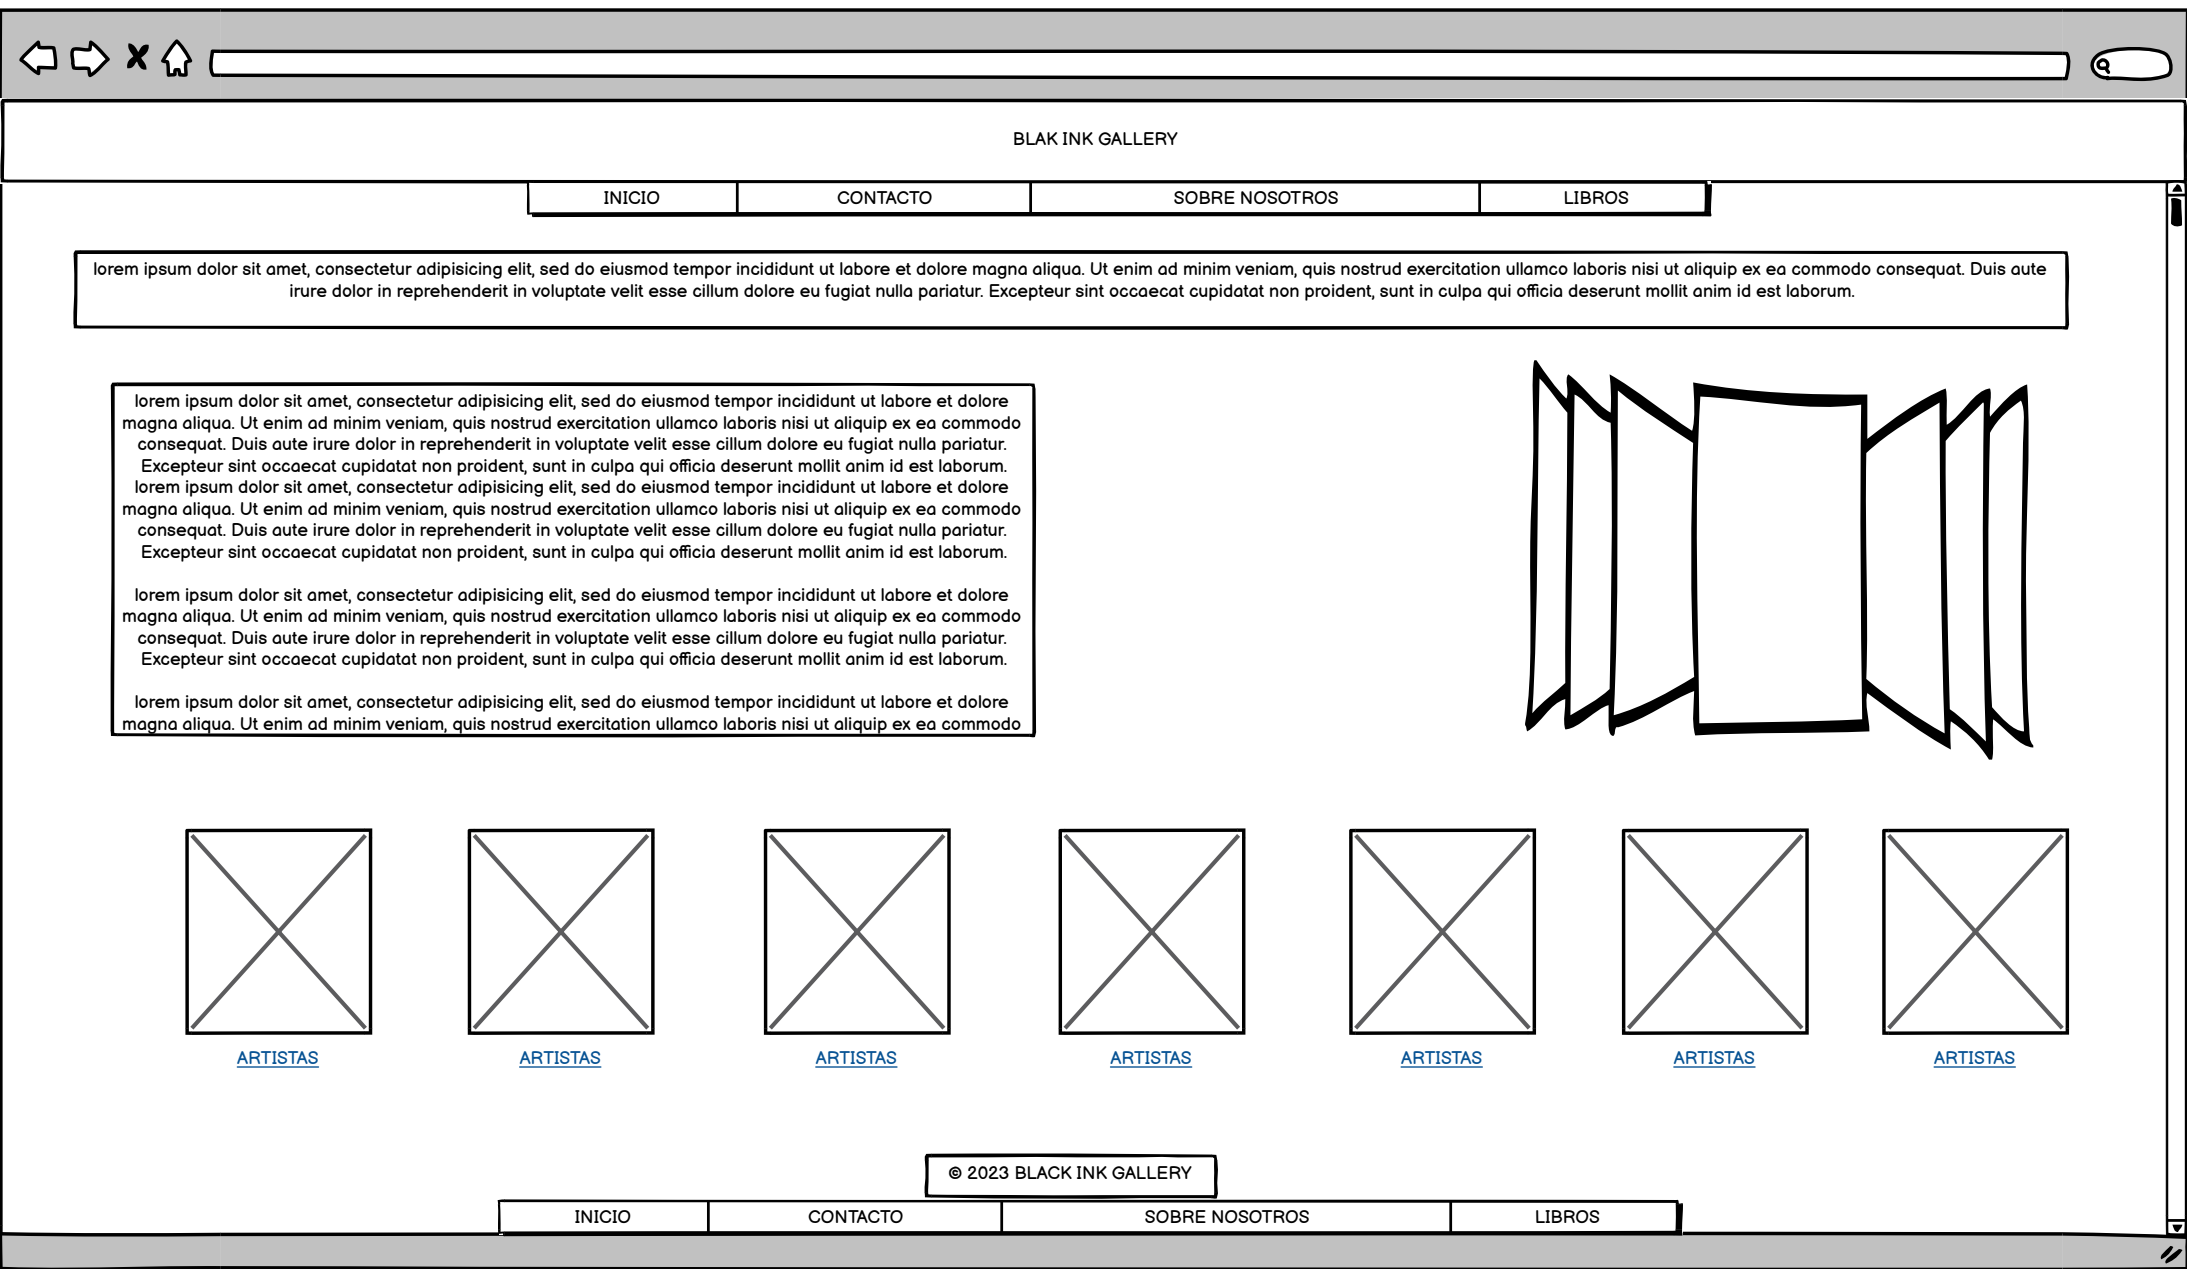 BLAK INK GALLERY
INICIO CONTACTO SOBRE NOSOTROS LIBROS
lorem ipsum dolor sit amet, consectetur adipisicing elit, sed do eiusmod tempor incididunt ut labore et dolore magna aliqua. Ut enim ad minim veniam, quis nostrud exercitation ullamco laboris nisi ut aliquip ex ea commodo consequat. Duis aute
irure dolor in reprehenderit in voluptate velit esse cillum dolore eu fugiat nulla pariatur. Excepteur sint occaecat cupidatat non proident, sunt in culpa qui officia deserunt mollit anim id est laborum.
lorem ipsum dolor sit amet, consectetur adipisicing elit, sed do eiusmod tempor incididunt ut labore et dolore
magna aliqua. Ut enim ad minim veniam, quis nostrud exercitation ullamco laboris nisi ut aliquip ex ea commodo
consequat. Duis aute irure dolor in reprehenderit in voluptate velit esse cillum dolore eu fugiat nulla pariatur.
Excepteur sint occaecat cupidatat non proident, sunt in culpa qui officia deserunt mollit anim id est laborum.
lorem ipsum dolor sit amet, consectetur adipisicing elit, sed do eiusmod tempor incididunt ut labore et dolore
magna aliqua. Ut enim ad minim veniam, quis nostrud exercitation ullamco laboris nisi ut aliquip ex ea commodo
consequat. Duis aute irure dolor in reprehenderit in voluptate velit esse cillum dolore eu fugiat nulla pariatur.
Excepteur sint occaecat cupidatat non proident, sunt in culpa qui officia deserunt mollit anim id est laborum.
lorem ipsum dolor sit amet, consectetur adipisicing elit, sed do eiusmod tempor incididunt ut labore et dolore
magna aliqua. Ut enim ad minim veniam, quis nostrud exercitation ullamco laboris nisi ut aliquip ex ea commodo
consequat. Duis aute irure dolor in reprehenderit in voluptate velit esse cillum dolore eu fugiat nulla pariatur.
Excepteur sint occaecat cupidatat non proident, sunt in culpa qui officia deserunt mollit anim id est laborum.
lorem ipsum dolor sit amet, consectetur adipisicing elit, sed do eiusmod tempor incididunt ut labore et dolore
magna aliqua. Ut enim ad minim veniam, quis nostrud exercitation ullamco laboris nisi ut aliquip ex ea commodo
ARTISTAS ARTISTAS ARTISTAS ARTISTAS ARTISTAS ARTISTAS ARTISTAS
© 2023 BLACK INK GALLERY
INICIO CONTACTO SOBRE NOSOTROS LIBROS